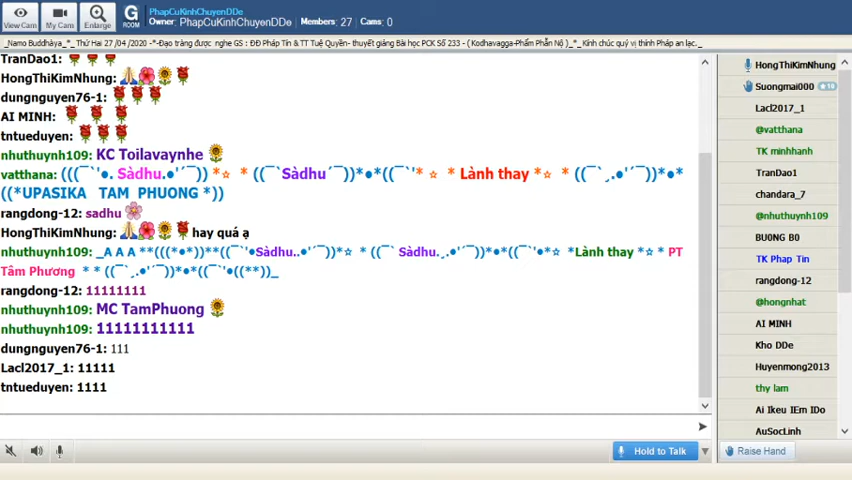 PhapCuKinhChuyenDDe
Owner: PhapCuKinhChuyenDDe Members: 27 Cams: 0
View Cam My Cam Enlarge G ROOM
_Namo Buddhàya_*_ Thứ Hai 27 /04 /2020 -*-Đạo tràng được nghe GS : ĐĐ Pháp Tín & TT Tuệ Quyền- thuyết giảng Bài học PCK Số 233 - ( Kodhavagga-Phẩm Phẫn Nộ )_*_ Kính chúc quý vị thính Pháp an lạc._
TranDao1:
HongThiKimNhung:
dungnguyen76-1:
AI MINH:
tntueduyen:
nhuthuynh109: KC Toilavaynhe
vatthana: (((¯`'•. Sàdhu.•'´¯)) *☆ * ((¯`Sàdhu´¯))*•*((¯`'* ☆ * Lành thay *☆ * ((¯`¸.•'´¯))*•*
((*UPASIKA TAM PHUONG *))
rangdong-12: sadhu
HongThiKimNhung: hay quá ạ
nhuthuynh109: _A A A **(((*•*))**((¯`'•Sàdhu..•'´¯))*☆ * ((¯` Sàdhu.¸.•'´¯))*•*((¯`'•*☆ *Lành thay *☆ * PT
Tâm Phương * * ((¯`¸.•'´¯))*•*((¯`'•((**))_
rangdong-12: 11111111
nhuthuynh109: MC TamPhuong
nhuthuynh109: 11111111111
dungnguyen76-1: 111
Lacl2017_1: 11111
tntueduyen: 1111
Hold to Talk
HongThiKimNhung
Suongmai000 10
Lacl2017_1
@vatthana
TK minhhanh
TranDao1
chandara_7
@nhuthuynh109
BU0NG B0
TK Phap Tin
rangdong-12
@hongnhat
AI MINH
Kho DDe
Huyenmong2013
thy lam
Ai Ikeu IEm IDo
AuSocLinh
Raise Hand